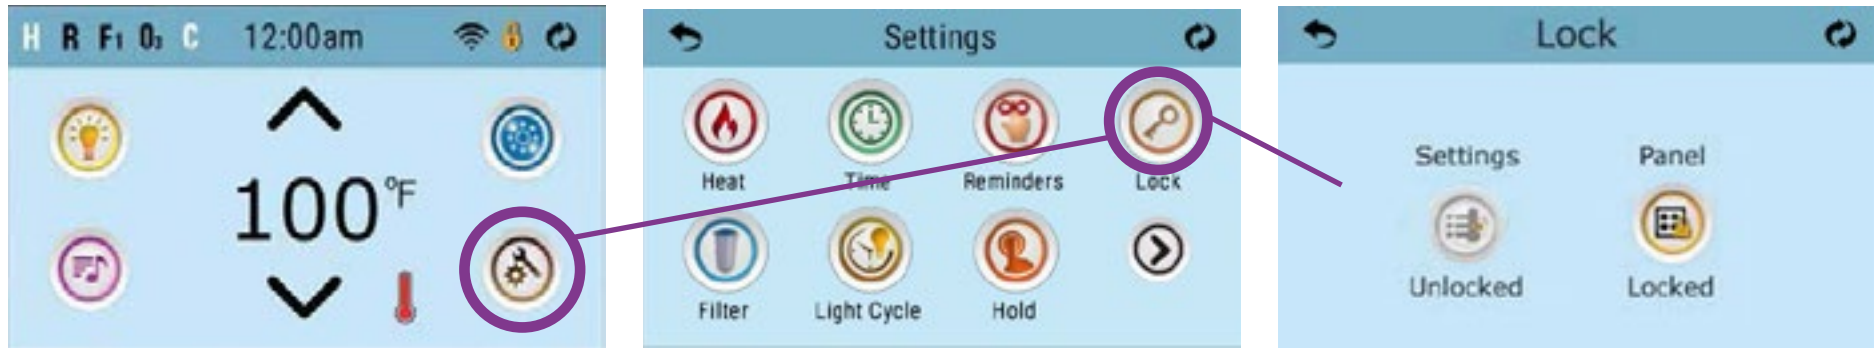 H R F1 O3 C 12:00am
100°F
Settings
Heat Time Reminders Lock
Filter Light Cycle Hold
Lock
Settings Panel
Unlocked Locked